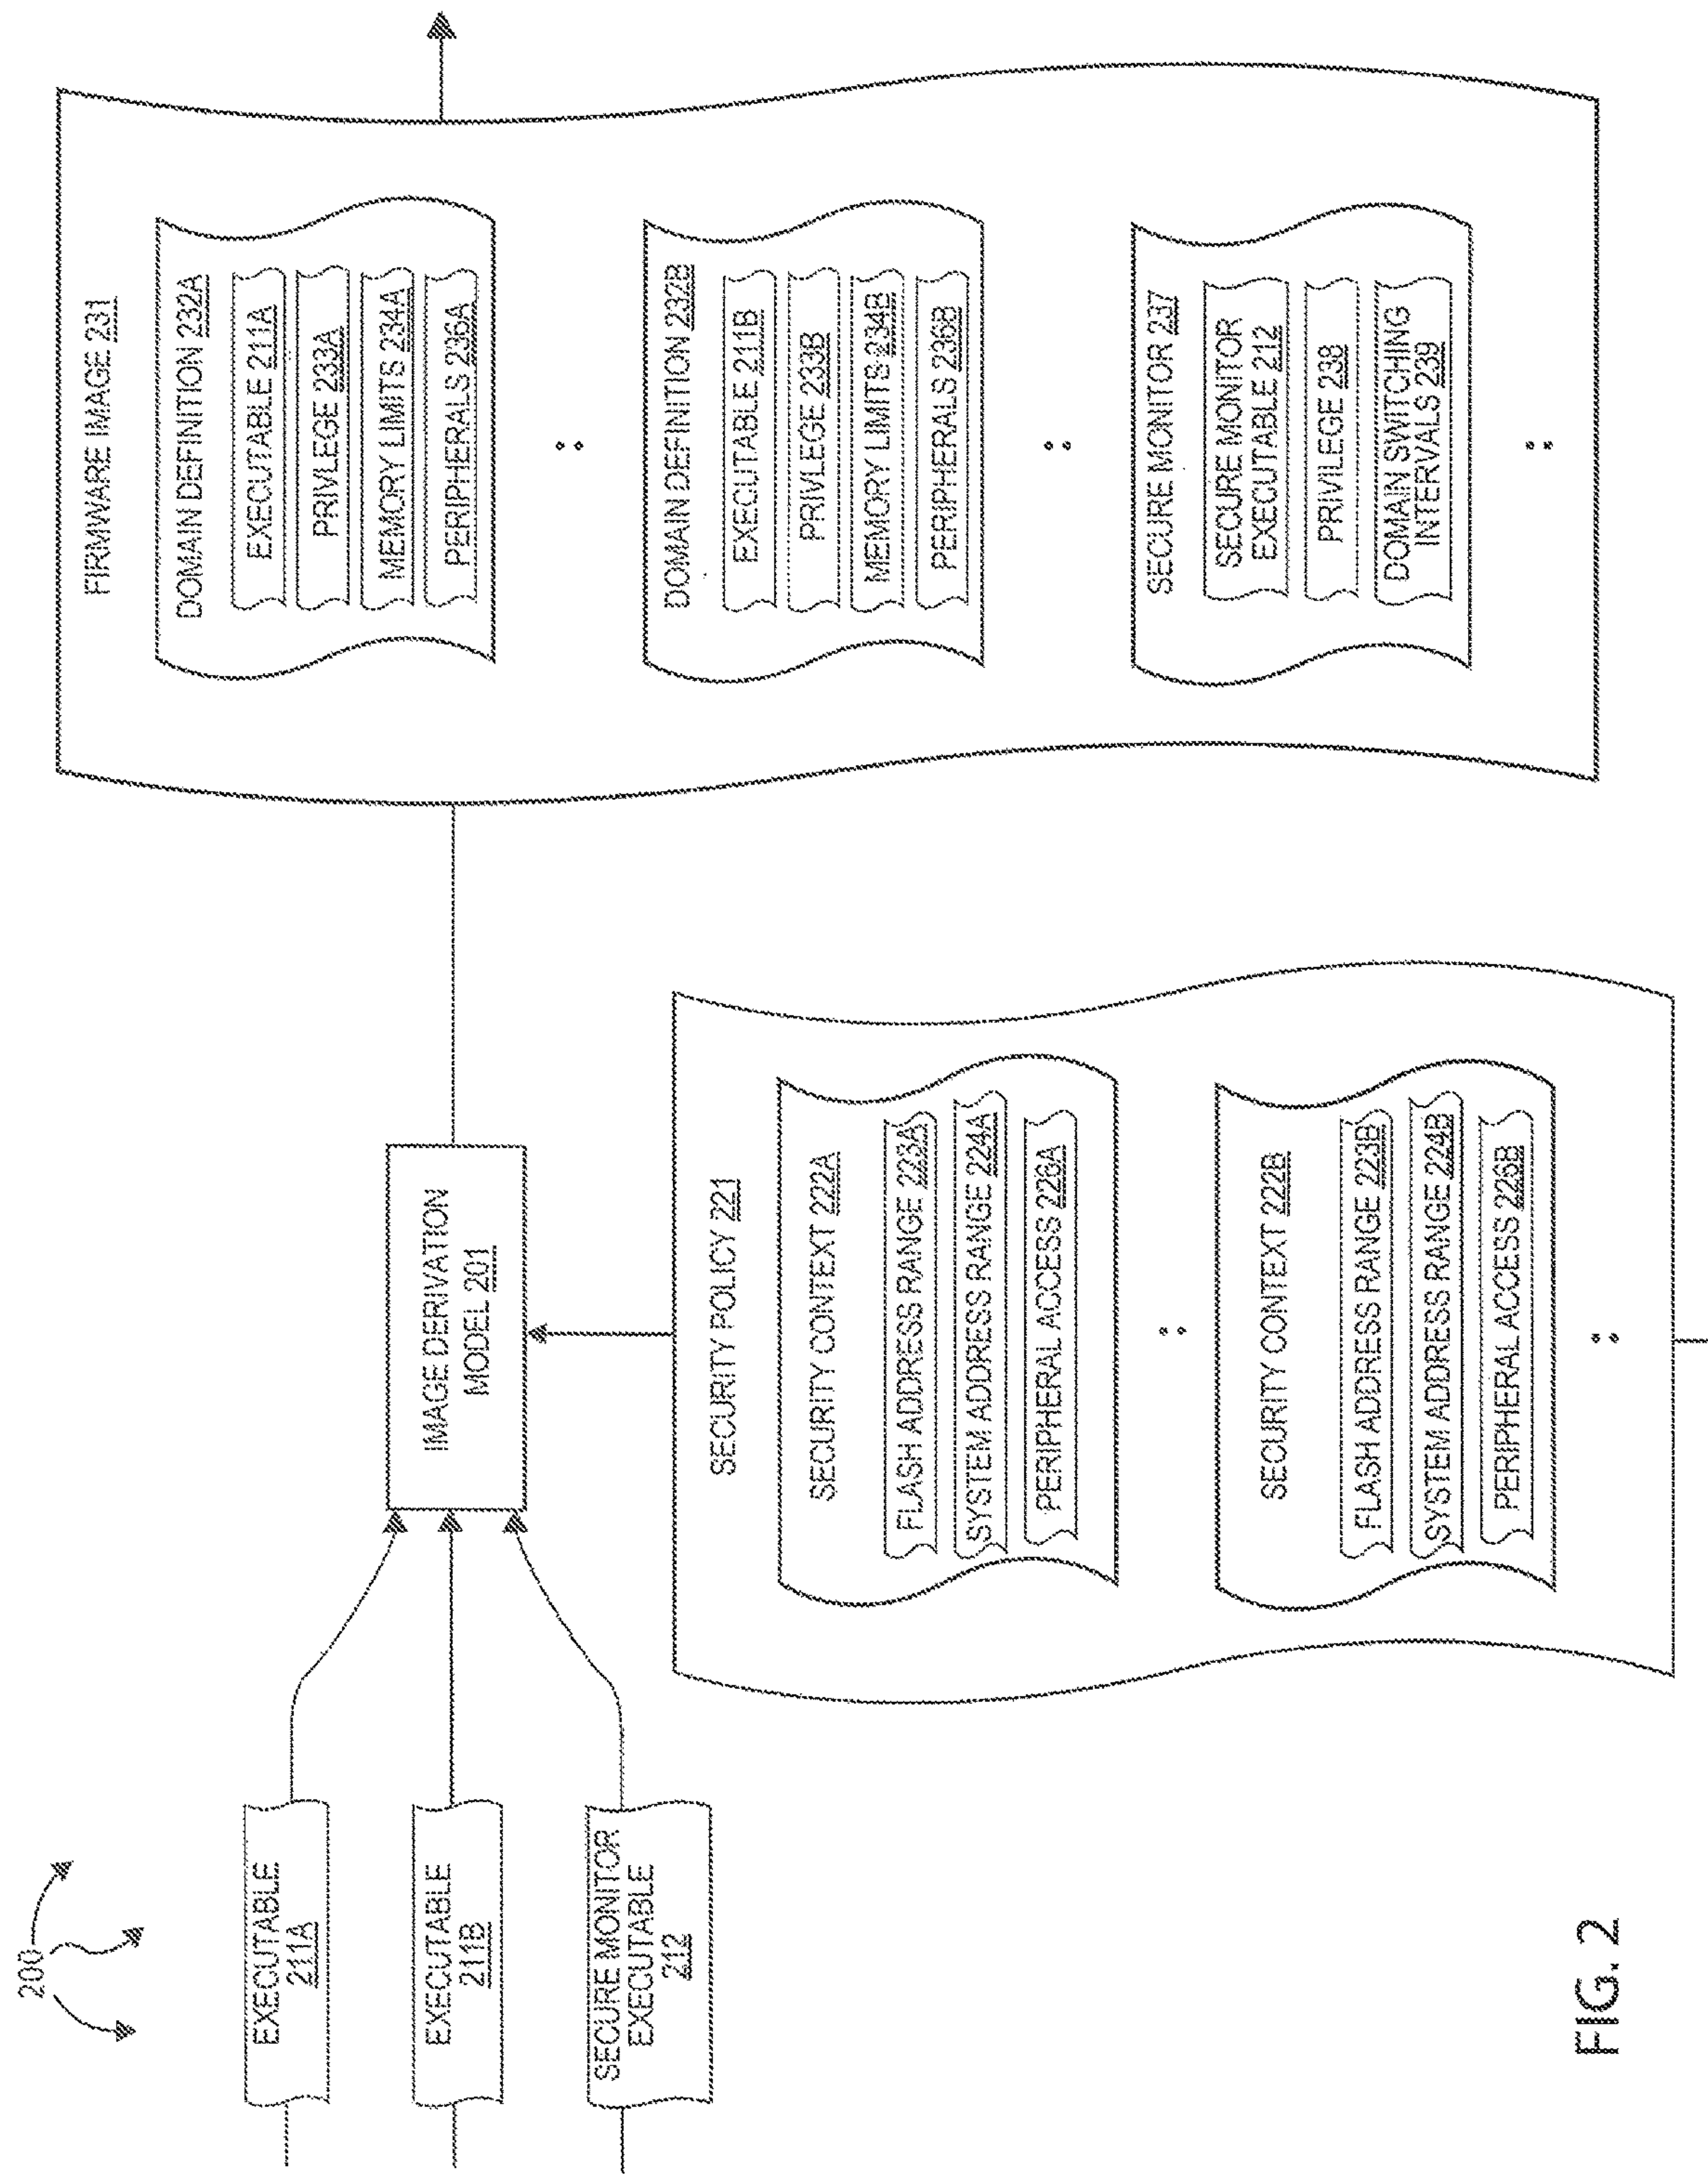 200
EXECUTABLE
211A
EXECUTABLE
211B
SECURE MONITOR
EXECUTABLE
212
IMAGE DERIVATION
MODEL 201
SECURITY POLICY 221
SECURITY CONTEXT 222A
FLASH ADDRESS RANGE 223A
SYSTEM ADDRESS RANGE 224A
PERIPHERAL ACCESS 226A
SECURITY CONTEXT 222B
FLASH ADDRESS RANGE 223B
SYSTEM ADDRESS RANGE 224B
PERIPHERAL ACCESS 226B
FIRMWARE IMAGE 231
DOMAIN DEFINITION 232A
EXECUTABLE 211A
PRIVILEGE 233A
MEMORY LIMITS 234A
PERIPHERALS 236A
DOMAIN DEFINITION 232B
EXECUTABLE 211B
PRIVILEGE 233B
MEMORY LIMITS 234B
PERIPHERALS 236B
SECURE MONITOR 237
SECURE MONITOR
EXECUTABLE 212
PRIVILEGE 238
DOMAIN SWITCHING
INTERVALS 239
FIG. 2